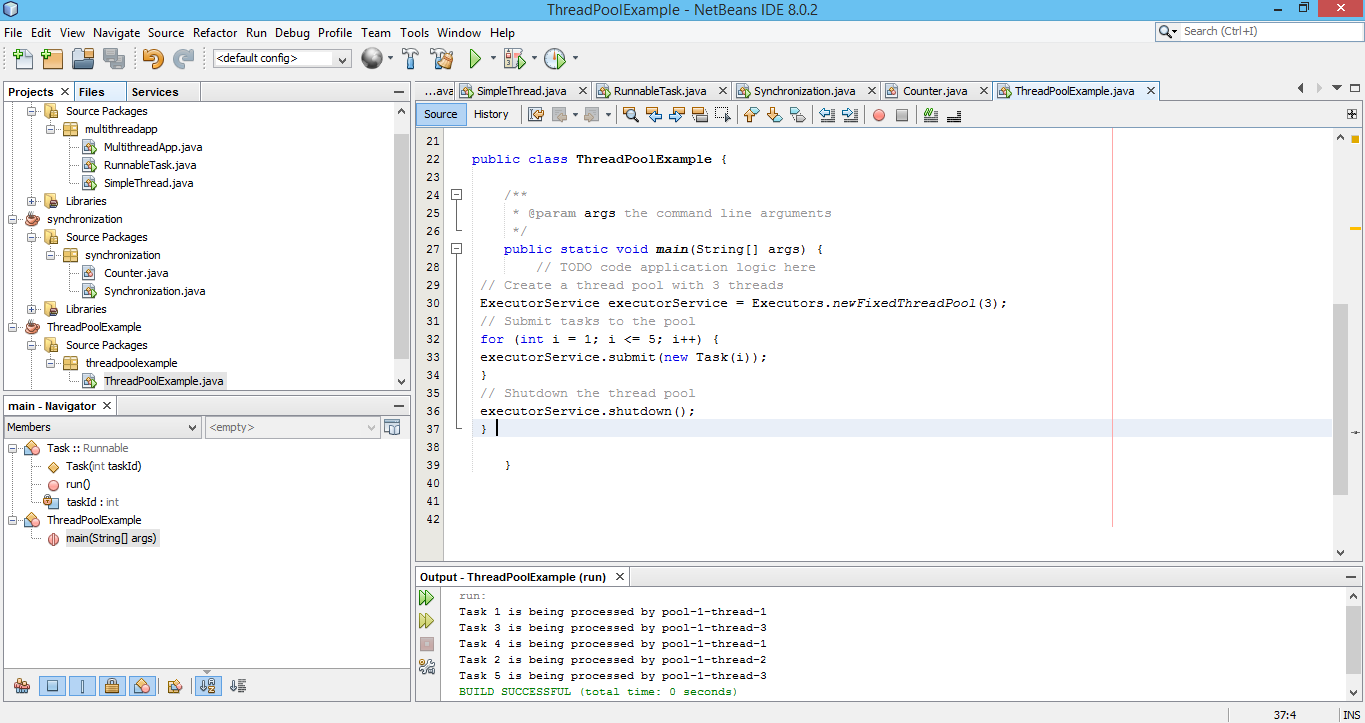 ThreadPoolExample - NetBeans IDE 8.0.2
File Edit View Navigate Source Refactor Run Debug Profile Team Tools Window Help
Search (Ctrl+I)
<default config>
Projects Files Services
Source Packages
multithreadapp
MultithreadApp.java
RunnableTask.java
SimpleThread.java
Libraries
synchronization
Source Packages
synchronization
Counter.java
Synchronization.java
Libraries
ThreadPoolExample
Source Packages
threadpoolexample
ThreadPoolExample.java
main - Navigator
Members <empty>
Task :: Runnable
Task(int taskId)
run()
taskId : int
ThreadPoolExample
main(String[] args)
...ava SimpleThread.java RunnableTask.java Synchronization.java Counter.java ThreadPoolExample.java
Source History
21
22 public class ThreadPoolExample {
23
24 /**
25 * @param args the command line arguments
26 */
27 public static void main(String[] args) {
28 // TODO code application logic here
29 // Create a thread pool with 3 threads
30 ExecutorService executorService = Executors.newFixedThreadPool(3);
31 // Submit tasks to the pool
32 for (int i = 1; i <= 5; i++) {
33 executorService.submit(new Task(i));
34 }
35 // Shutdown the thread pool
36 executorService.shutdown();
37 }
38
39 }
40
41
42
Output - ThreadPoolExample (run)
run:
Task 1 is being processed by pool-1-thread-1
Task 3 is being processed by pool-1-thread-3
Task 4 is being processed by pool-1-thread-1
Task 2 is being processed by pool-1-thread-2
Task 5 is being processed by pool-1-thread-3
BUILD SUCCESSFUL (total time: 0 seconds)
37:4 INS